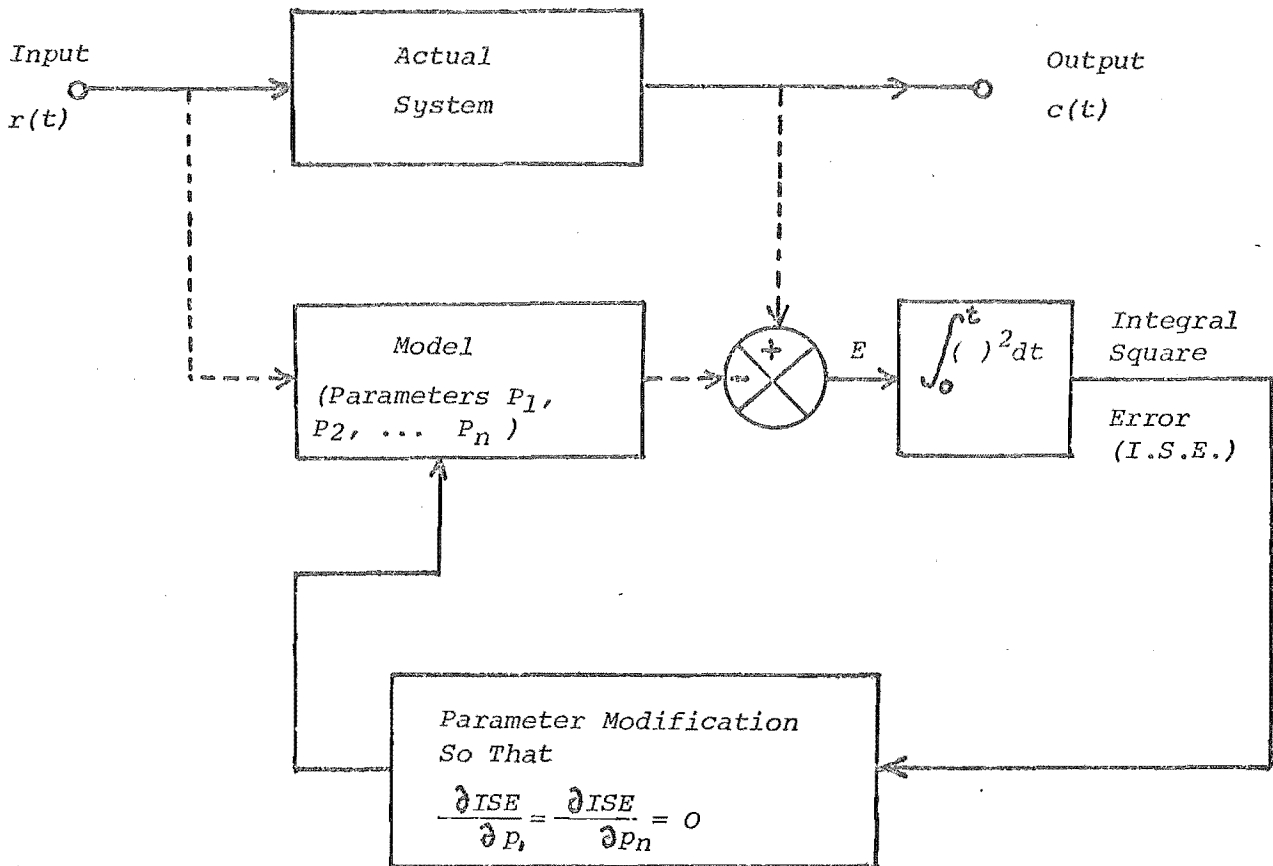 Input
r(t)
Actual
System
Output
c(t)
Model
(Parameters P1,
P2, ... Pn )
+
-
E
∫0t( )2dt
Integral
Square
Error
(I.S.E.)
Parameter Modification
So That
∂ISE/∂p1 = ∂ISE/∂pn = 0